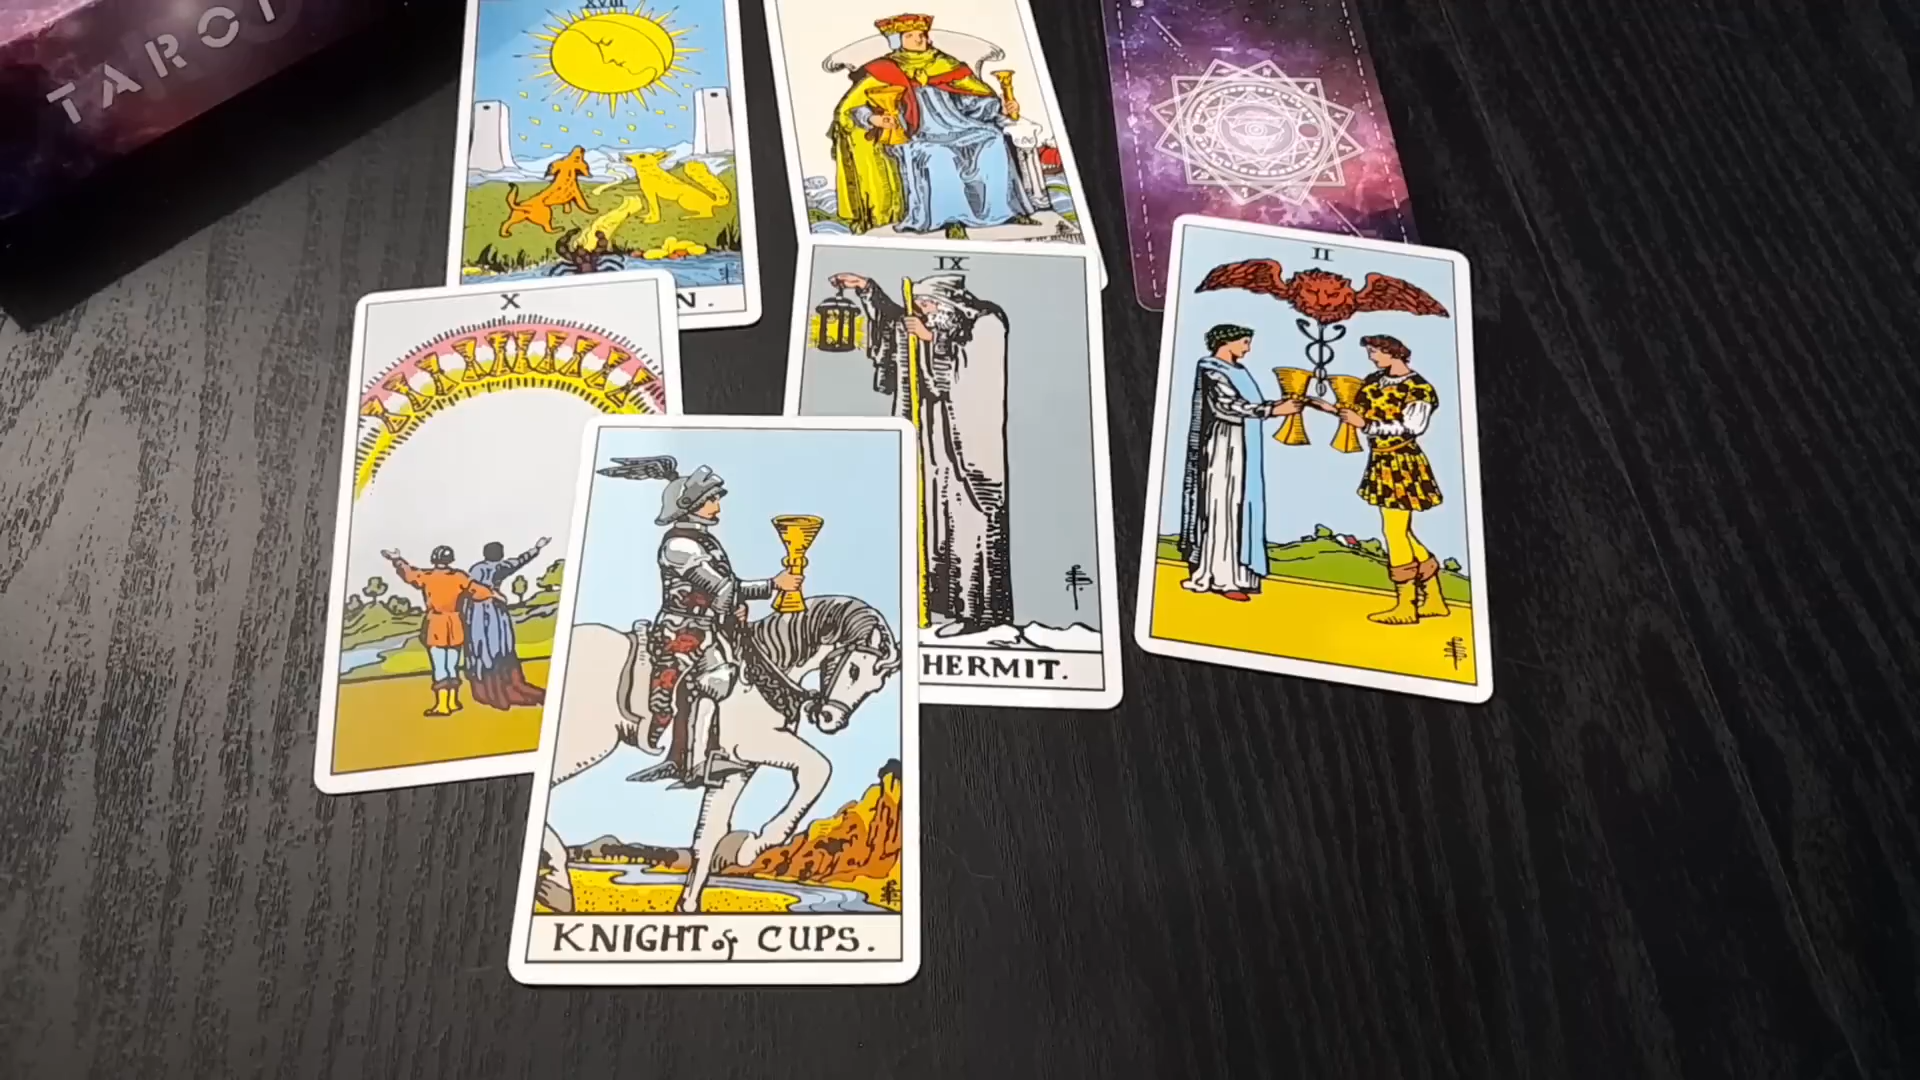 TAROT
XVIII
N.
X
IX
HERMIT.
II
KNIGHT of CUPS.